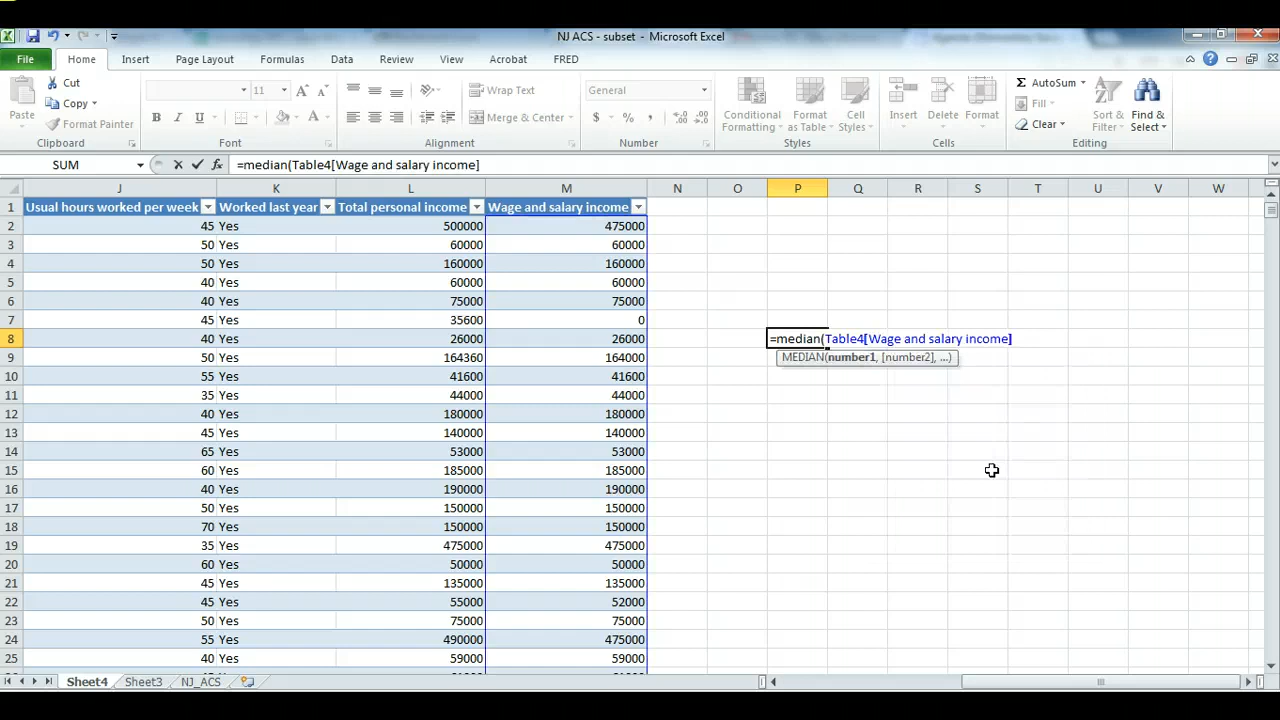 NJ ACS - subset - Microsoft Excel
File Home Insert Page Layout Formulas Data Review View Acrobat FRED
Paste Cut Copy Format Painter Clipboard
11 B I U Font
Wrap Text Merge & Center Alignment
General $ % , Number
Conditional Formatting Format as Table Cell Styles Styles
Insert Delete Format Cells
Σ AutoSum Fill Clear Sort & Filter Find & Select Editing
SUM fx =median(Table4[Wage and salary income]
J K L M N O P Q R S T U V W
1 Usual hours worked per week Worked last year Total personal income Wage and salary income
2 45 Yes 500000 475000
3 50 Yes 60000 60000
4 50 Yes 160000 160000
5 40 Yes 60000 60000
6 40 Yes 75000 75000
7 45 Yes 35600 0
8 40 Yes 26000 26000 =median(Table4[Wage and salary income]
9 50 Yes 164360 164000 MEDIAN(number1, [number2], ...)
10 55 Yes 41600 41600
11 35 Yes 44000 44000
12 40 Yes 180000 180000
13 45 Yes 140000 140000
14 65 Yes 53000 53000
15 60 Yes 185000 185000
16 40 Yes 190000 190000
17 50 Yes 150000 150000
18 70 Yes 150000 150000
19 35 Yes 475000 475000
20 60 Yes 50000 50000
21 45 Yes 135000 135000
22 45 Yes 55000 52000
23 50 Yes 75000 75000
24 55 Yes 490000 475000
25 40 Yes 59000 59000
Sheet4 Sheet3 NJ_ACS